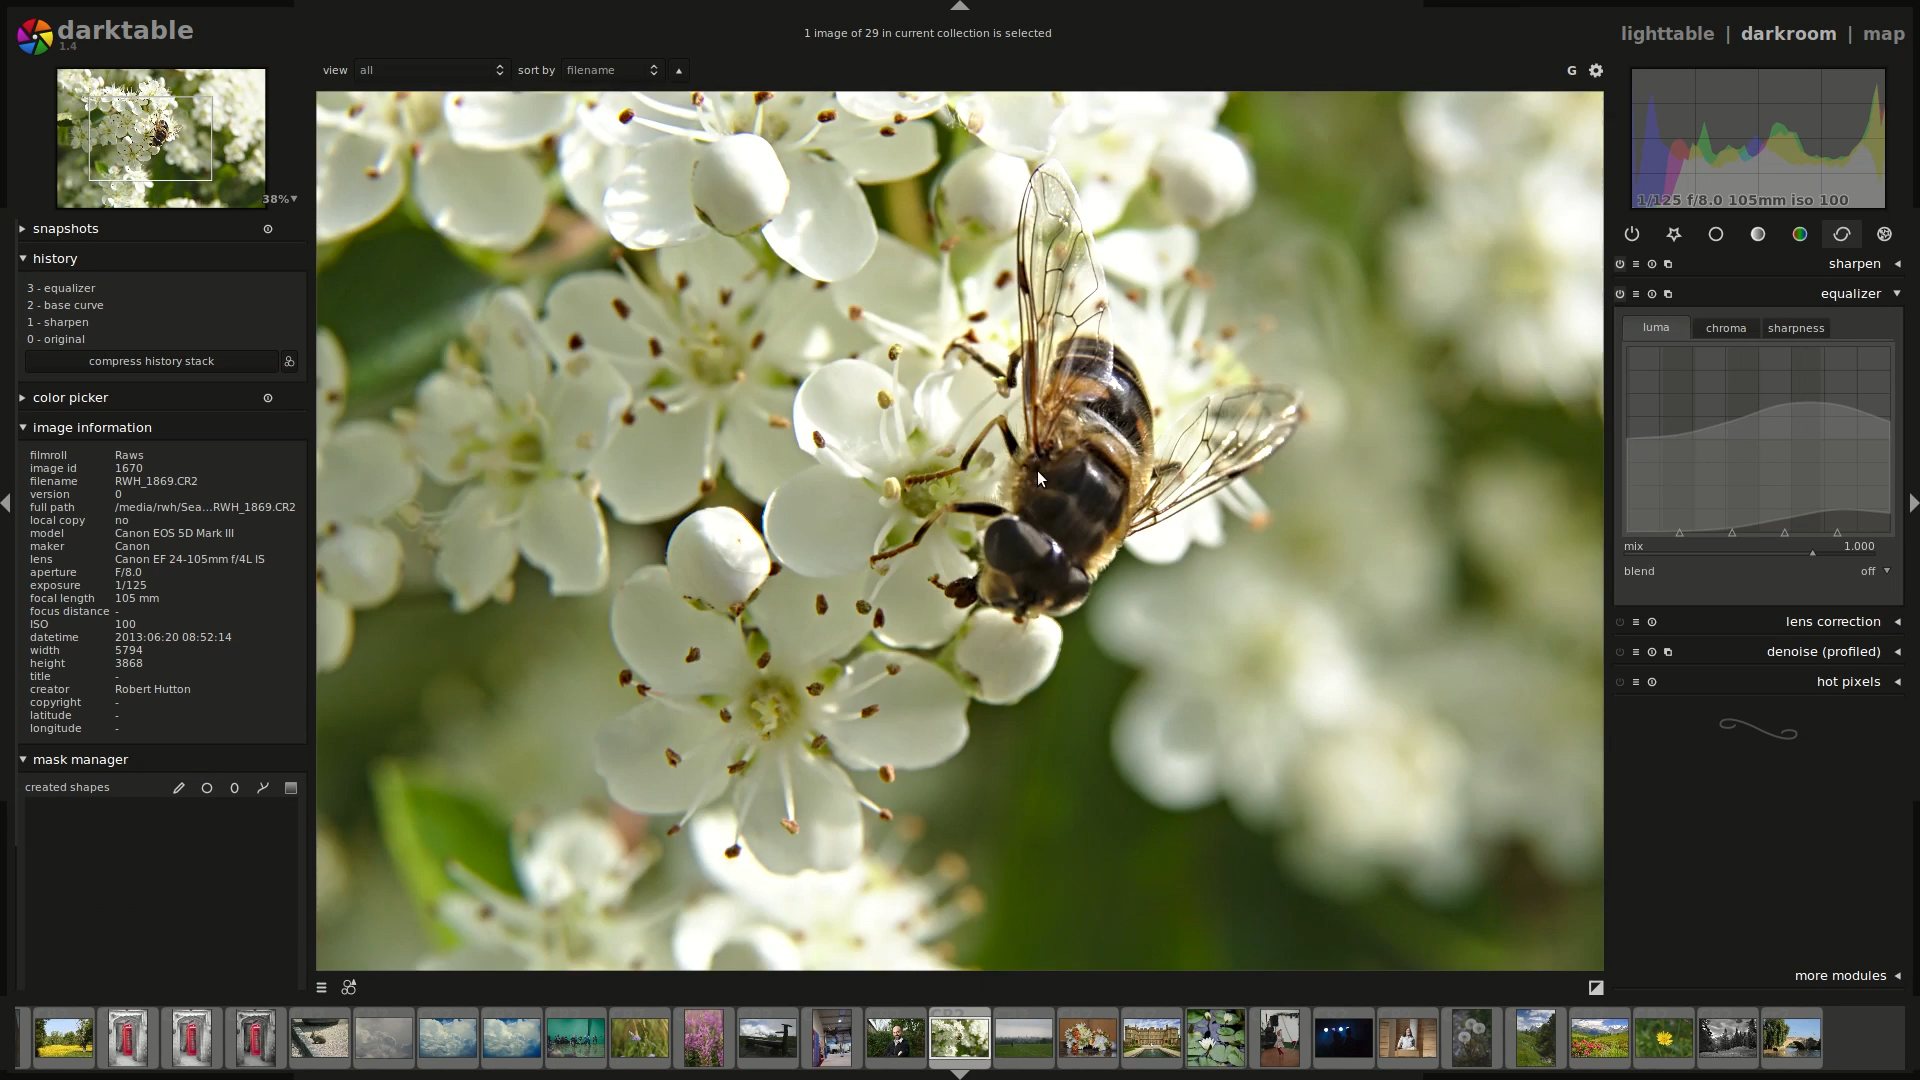 darktable
1.4
1 image of 29 in current collection is selected
lighttable | darkroom | map
view all sort by filename
G
38%
1/125 f/8.0 105mm iso 100
snapshots
history
3 - equalizer
2 - base curve
1 - sharpen
0 - original
compress history stack
color picker
image information
filmroll Raws
image id 1670
filename RWH_1869.CR2
version 0
full path /media/rwh/Sea...RWH_1869.CR2
local copy no
model Canon EOS 5D Mark III
maker Canon
lens Canon EF 24-105mm f/4L IS
aperture F/8.0
exposure 1/125
focal length 105 mm
focus distance -
ISO 100
datetime 2013:06:20 08:52:14
width 5794
height 3868
title -
creator Robert Hutton
copyright -
latitude -
longitude -
mask manager
created shapes
sharpen
equalizer
luma chroma sharpness
mix 1.000
blend off
lens correction
denoise (profiled)
hot pixels
more modules